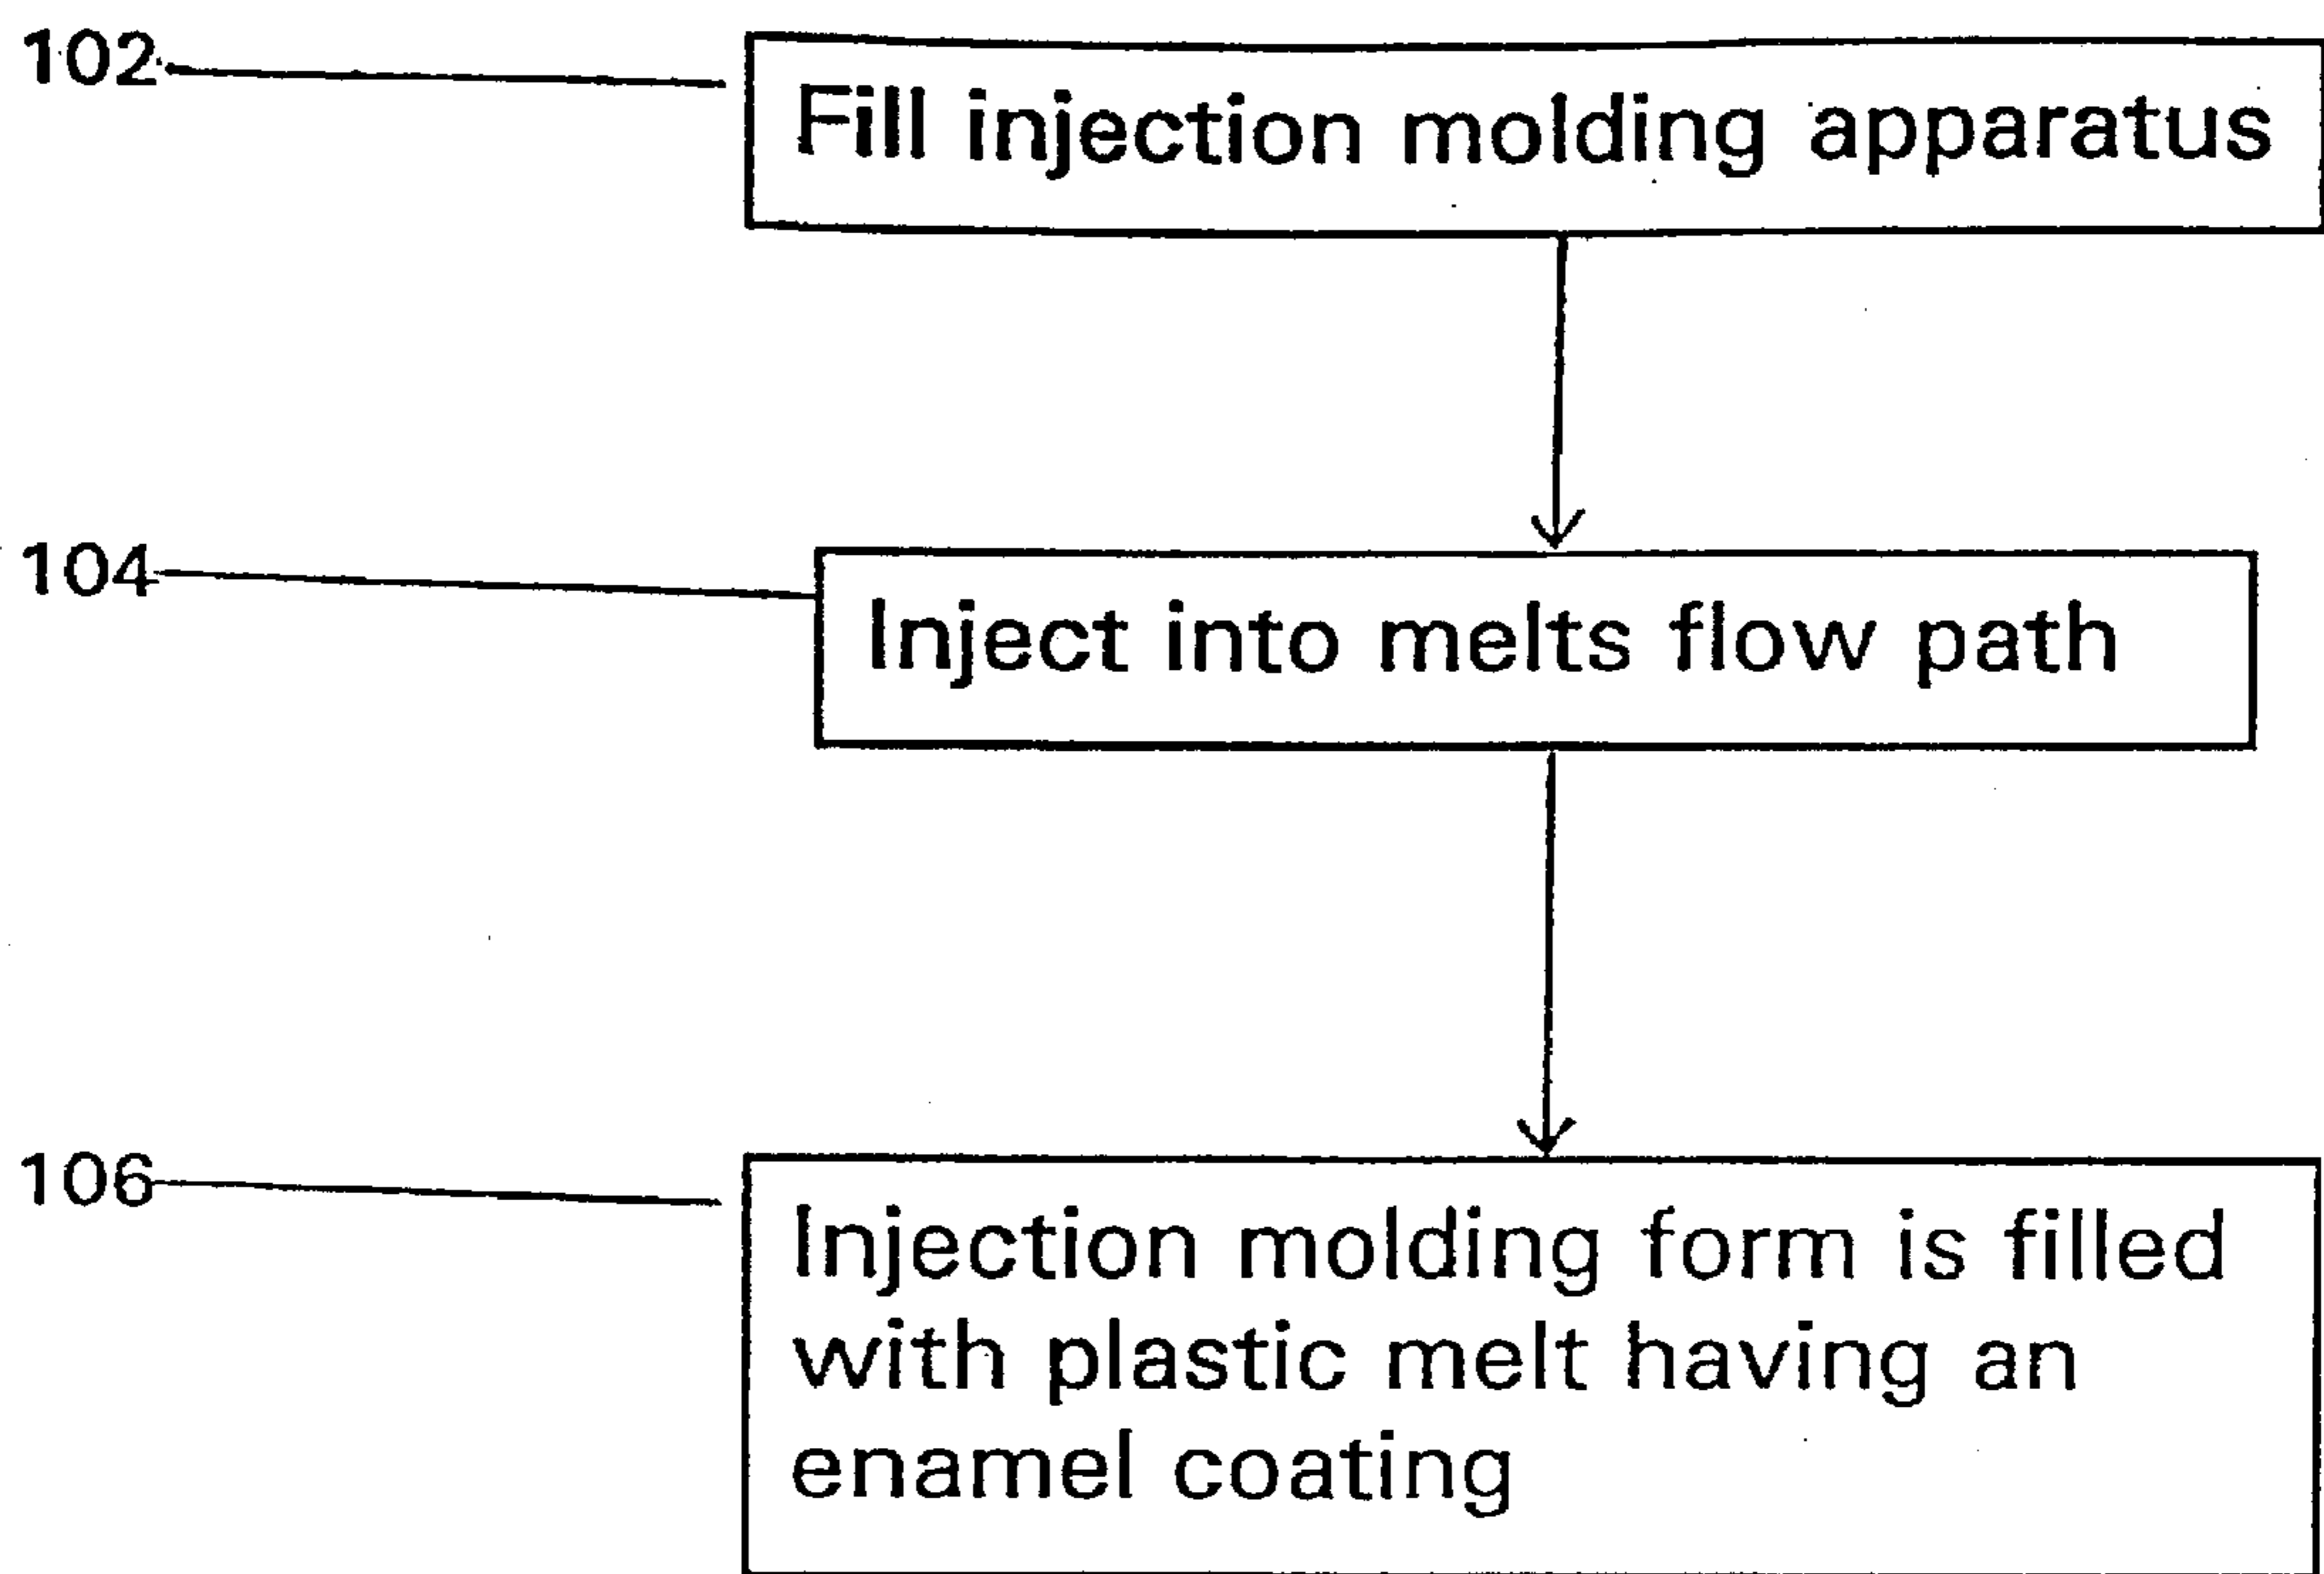 102
Fill injection molding apparatus
104
Inject into melts flow path
106
Injection molding form is filled
with plastic melt having an
enamel coating